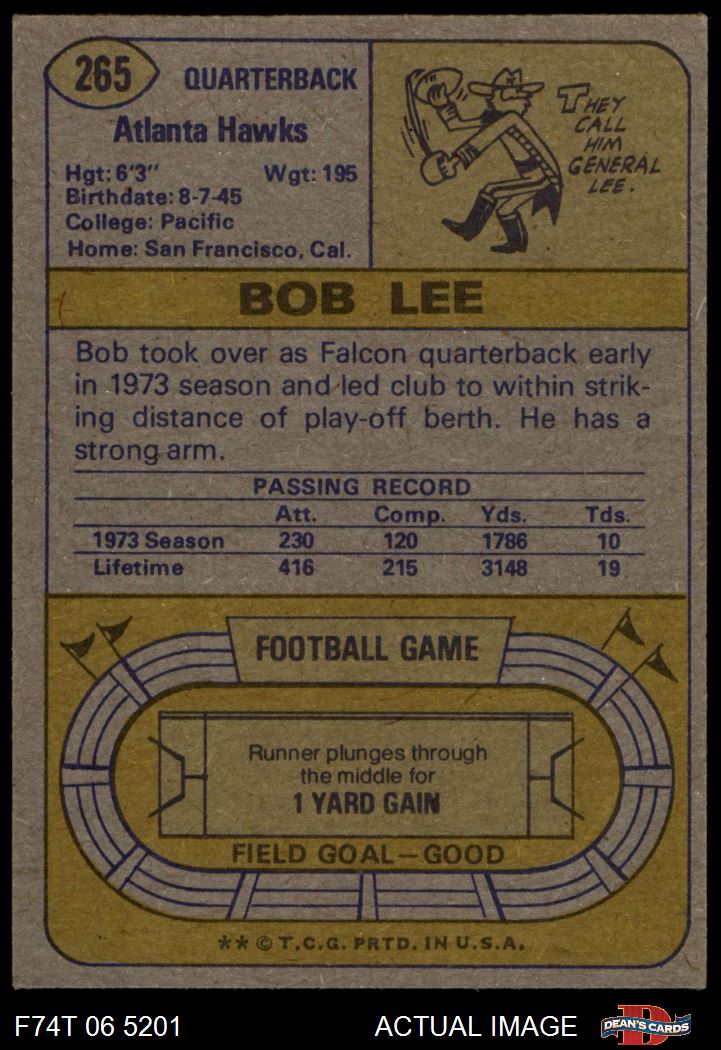 265
QUARTERBACK
Atlanta Hawks
Hgt: 6'3" Wgt: 195
Birthdate: 8-7-45
College: Pacific
Home: San Francisco, Cal.
THEY
CALL
HIM
GENERAL
LEE.
BOB LEE
Bob took over as Falcon quarterback early
in 1973 season and led club to within strik-
ing distance of play-off berth. He has a
strong arm.
PASSING RECORD
Att. Comp. Yds. Tds.
1973 Season 230 120 1786 10
Lifetime 416 215 3148 19
FOOTBALL GAME
Runner plunges through
the middle for
1 YARD GAIN
FIELD GOAL—GOOD
** © T.C.G. PRTD. IN U.S.A.
F74T 06 5201 ACTUAL IMAGE D DEAN'S CARDS